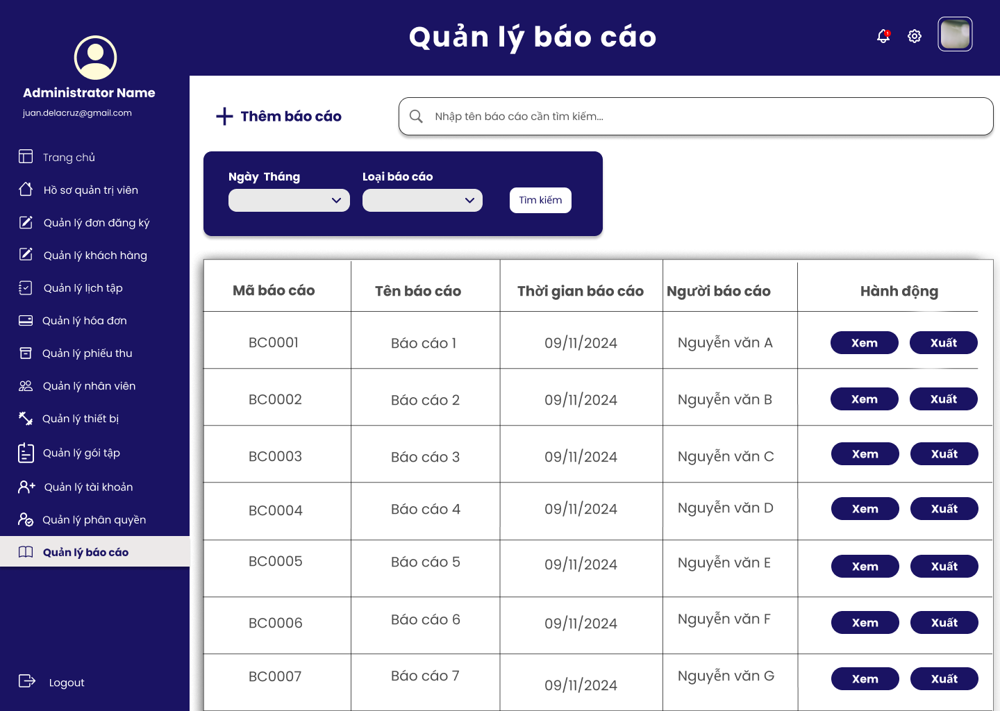 Quản lý báo cáo
1
Administrator Name
juan.delacruz@gmail.com
Trang chủ
Hồ sơ quản trị viên
Quản lý đơn đăng ký
Quản lý khách hàng
Quản lý lịch tập
Quản lý hóa đơn
Quản lý phiếu thu
Quản lý nhân viên
Quản lý thiết bị
Quản lý gói tập
Quản lý tài khoản
Quản lý phân quyền
Quản lý báo cáo
Logout
Thêm báo cáo
Nhập tên báo cáo cần tìm kiếm...
Ngày Tháng Loại báo cáo
Tìm kiếm
Mã báo cáo Tên báo cáo Thời gian báo cáo Người báo cáo Hành động
BC0001 Báo cáo 1 09/11/2024 Nguyễn văn A Xem Xuất
BC0002 Báo cáo 2 09/11/2024 Nguyễn văn B Xem Xuất
BC0003 Báo cáo 3 09/11/2024 Nguyễn văn C Xem Xuất
BC0004 Báo cáo 4 09/11/2024 Nguyễn văn D Xem Xuất
BC0005 Báo cáo 5 09/11/2024 Nguyễn văn E Xem Xuất
BC0006 Báo cáo 6 09/11/2024 Nguyễn văn F Xem Xuất
BC0007 Báo cáo 7 09/11/2024 Nguyễn văn G Xem Xuất